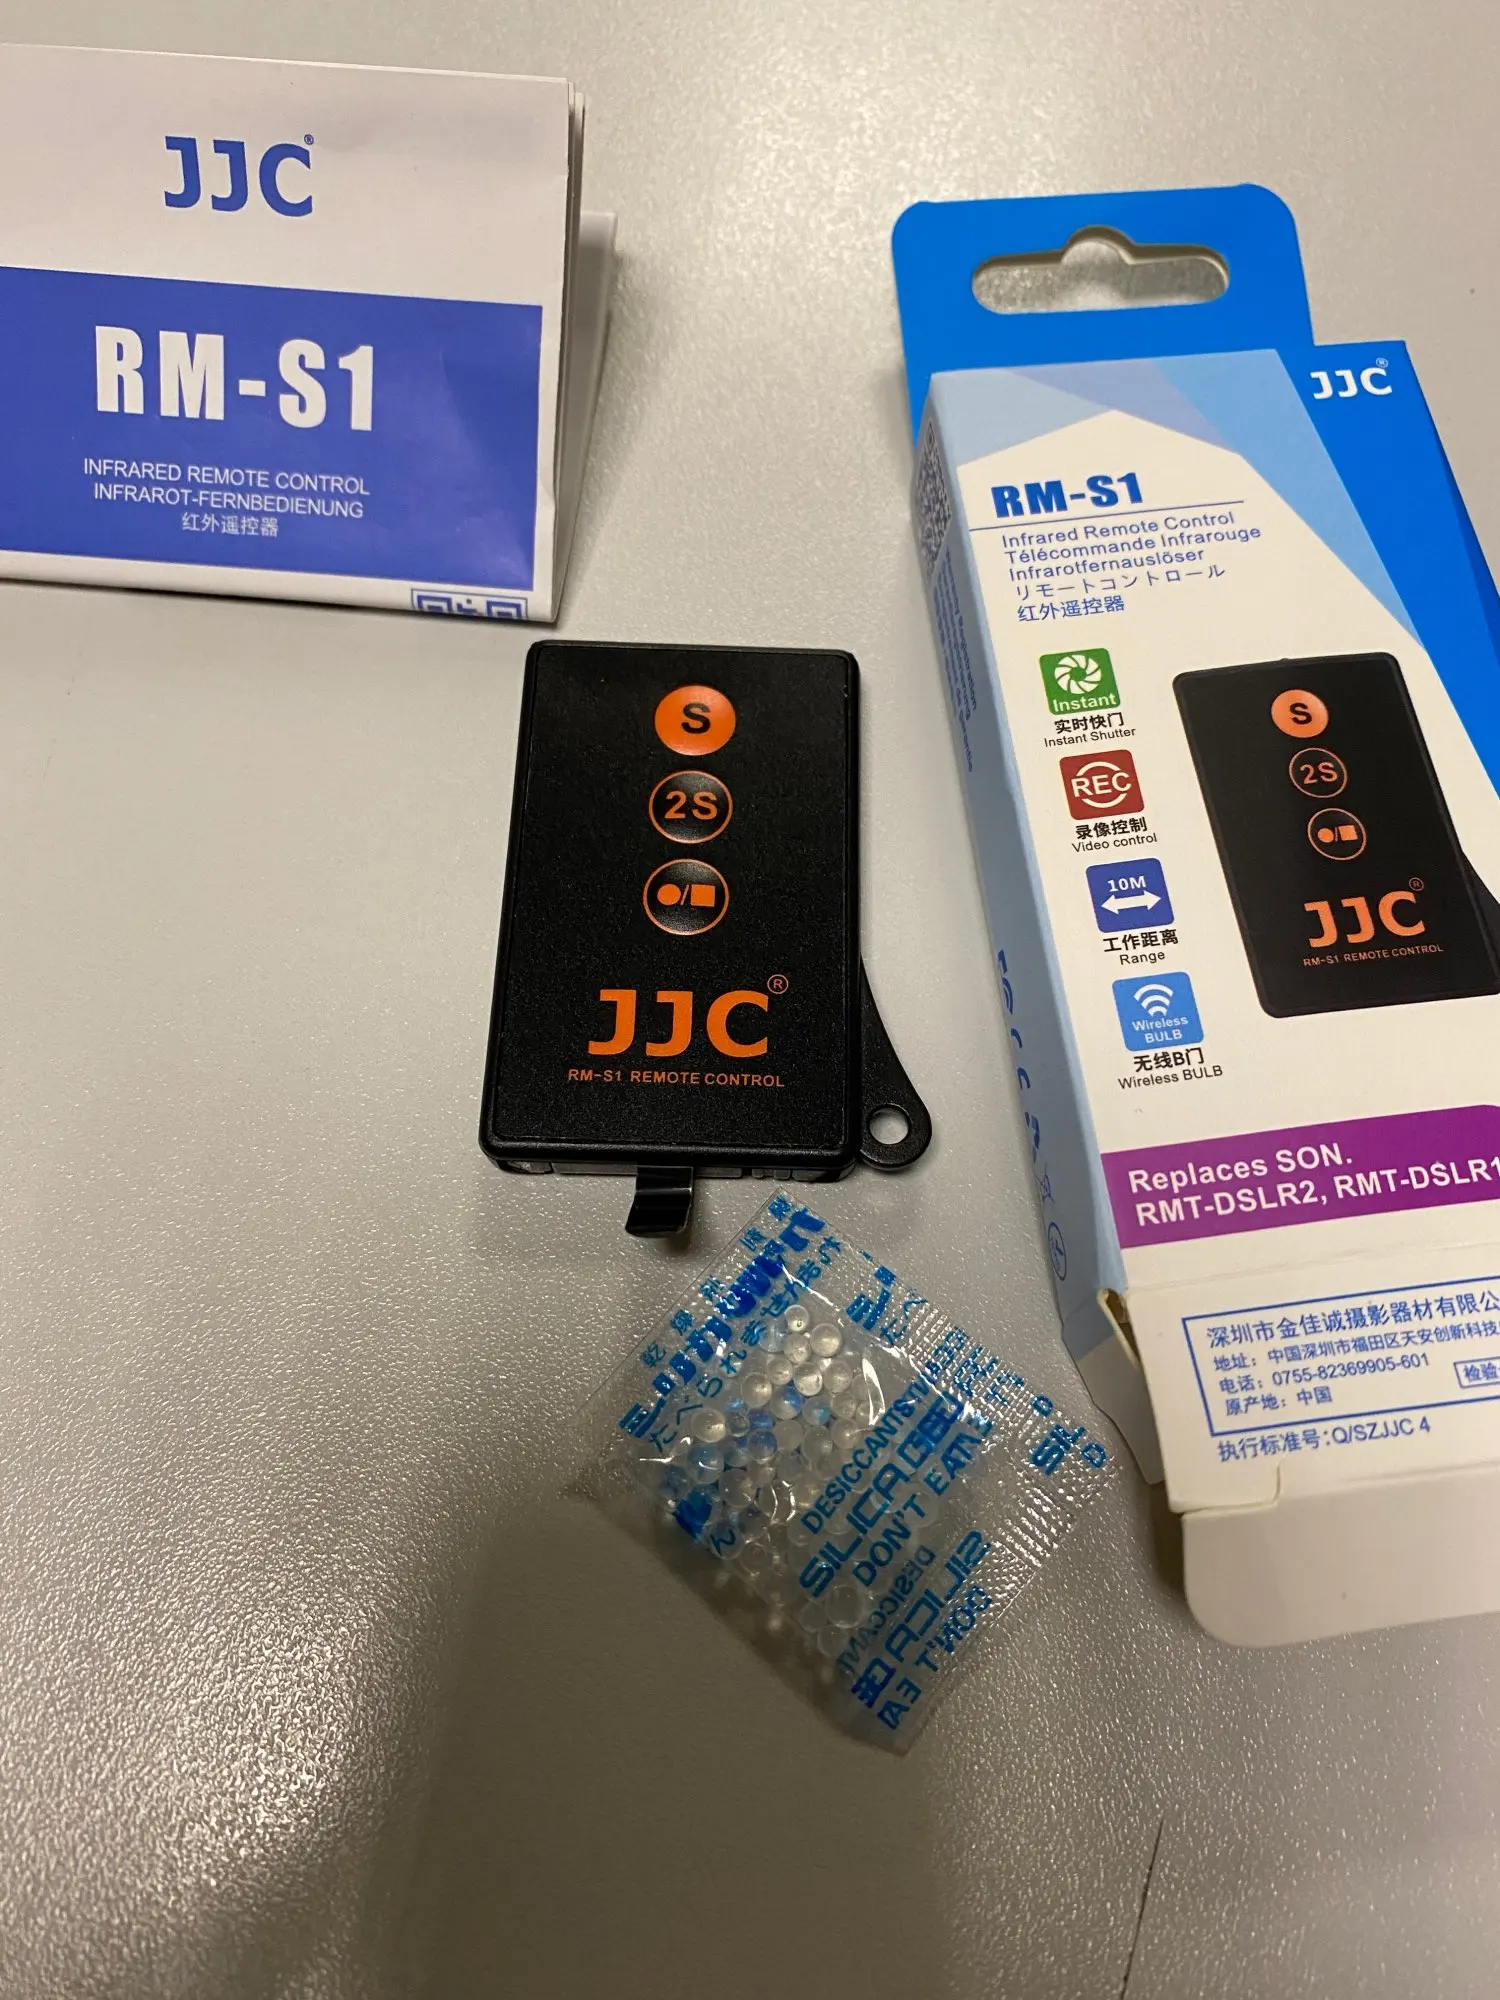 JJC®
RM-S1
INFRARED REMOTE CONTROL
INFRAROT-FERNBEDIENUNG
红外遥控器
JJC®
RM-S1
Infrared Remote Control
Télécommande Infrarouge
Infrarotfernauslöser
リモートコントロール
红外遥控器
Instant
实时快门
Instant Shutter
REC
录像控制
Video control
10M
工作距离
Range
Wireless
BULB
无线B门
Wireless BULB
S
2S
JJC®
RM-S1 REMOTE CONTROL
Replaces SON.
RMT-DSLR2, RMT-DSLR1
深圳市金佳诚摄影器材有限公
地址: 中国深圳市福田区天安创新科技
电话: 0755-82369905-601
原产地: 中国
检验
执行标准号:Q/SZJJC 4
S
2S
JJC®
RM-S1 REMOTE CONTROL
DESICCANTS
SILICA GEL
DON'T EAT